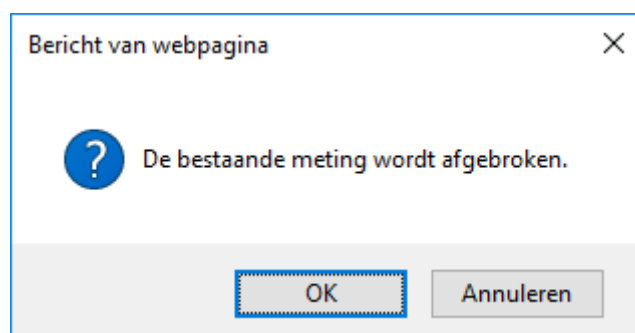 Bericht van webpagina
De bestaande meting wordt afgebroken.
OK
Annuleren